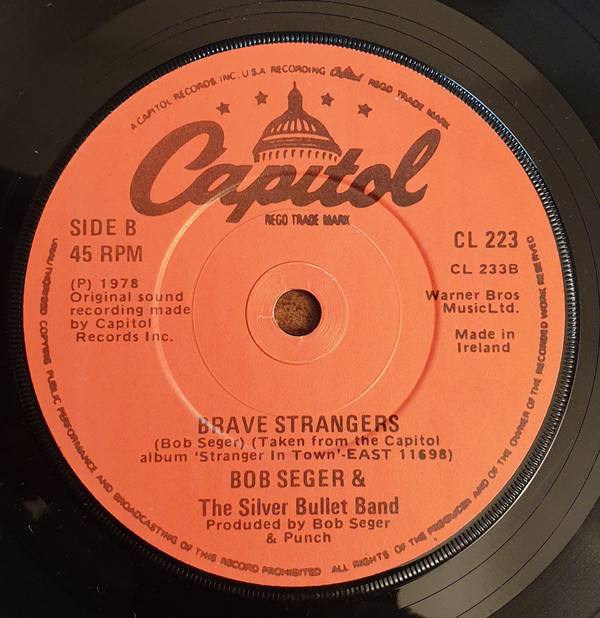 A CAPITOL RECORDS INC. U.S.A RECORDING Capitol REGD TRADE MARK
Capitol
REGD TRADE MARK
SIDE B
45 RPM
CL 223
CL 233B
(P) 1978
Original sound
recording made
by Capitol
Records Inc.
Warner Bros
MusicLtd.
Made in
Ireland
BRAVE STRANGERS
(Bob Seger) (Taken from the Capitol
album 'Stranger In Town'-EAST 11698)
BOB SEGER &
The Silver Bullet Band
Produded by Bob Seger
& Punch
ALL RIGHTS OF THE PRODUCER AND OF THE OWNER OF THE RECORDED WORK RESERVED
COPYING PUBLIC PERFORMANCE AND BROADCASTING OF THIS RECORD PROHIBITED